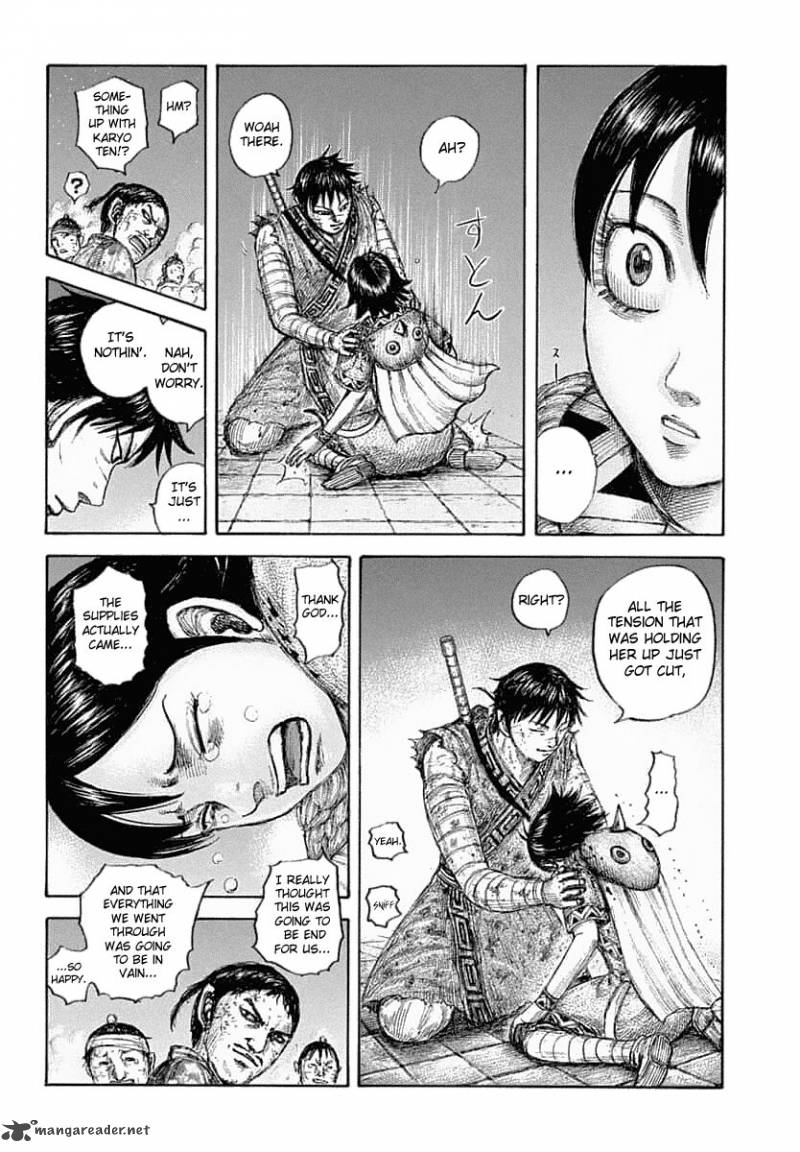 ...
ス
AH?
WOAH
THERE.
すとん
HM?
SOME-
THING
UP WITH
KARYO
TEN!?
?
NAH,
DON'T
WORRY.
IT'S
NOTHIN'.
IT'S
JUST
...
ALL THE
TENSION THAT
WAS HOLDING
HER UP JUST
GOT CUT,
RIGHT?
...
YEAH.
SNIFF
THANK
GOD...
THE
SUPPLIES
ACTUALLY
CAME...
I REALLY
THOUGHT
THIS WAS
GOING TO
BE END
FOR US...
AND THAT
EVERYTHING
WE WENT
THROUGH
WAS GOING
TO BE IN
VAIN...
...SO
HAPPY.
mangareader.net